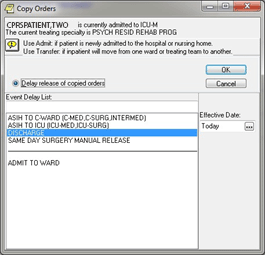 Copy Orders
CPRSPATIENT,TWO is currently admitted to ICU-M
The current treating specialty is PSYCH RESID REHAB PROG
Use Admit: if patient is newly admitted to the hospital or nursing home.
Use Transfer: if inpatient will move from one ward or treating team to another.
OK
Delay release of copied orders
Cancel
Event Delay List:
Effective Date:
ASIH TO C-WARD (C-MED,C-SURG,INTERMED)
ASIH TO ICU (ICU-MED,ICU-SURG)
Today ...
DISCHARGE
SAME DAY SURGERY MANUAL RELEASE
ADMIT TO WARD